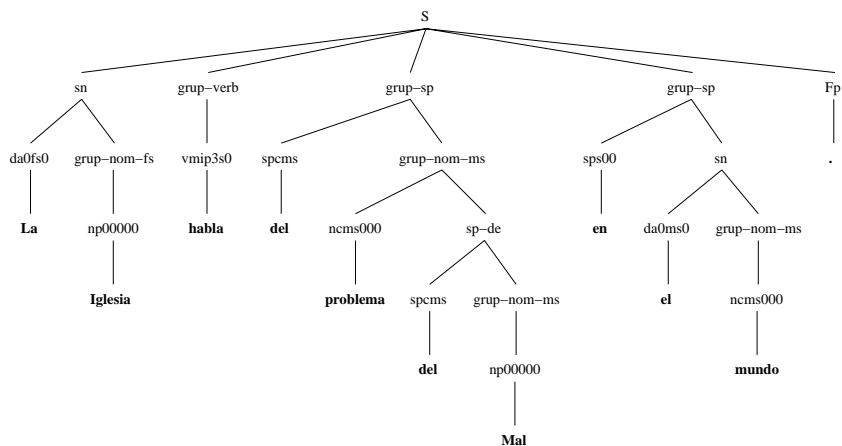 S
sn grup−verb grup−sp grup−sp Fp
da0fs0 grup−nom−fs vmip3s0 spcms grup−nom−ms sps00 sn .
La np00000 habla del ncms000 sp−de en da0ms0 grup−nom−ms
Iglesia problema spcms grup−nom−ms el ncms000
del np00000 mundo
Mal